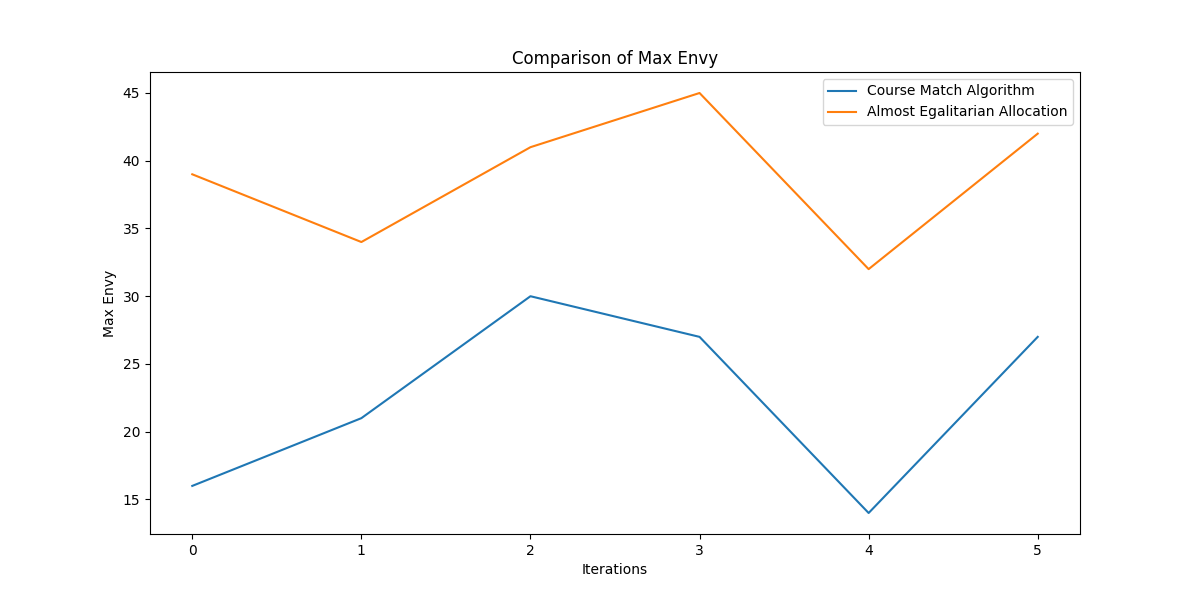 Comparison of Max Envy
Course Match Algorithm
Almost Egalitarian Allocation
Max Envy
45
40
35
30
25
20
15
0 1 2 3 4 5
Iterations